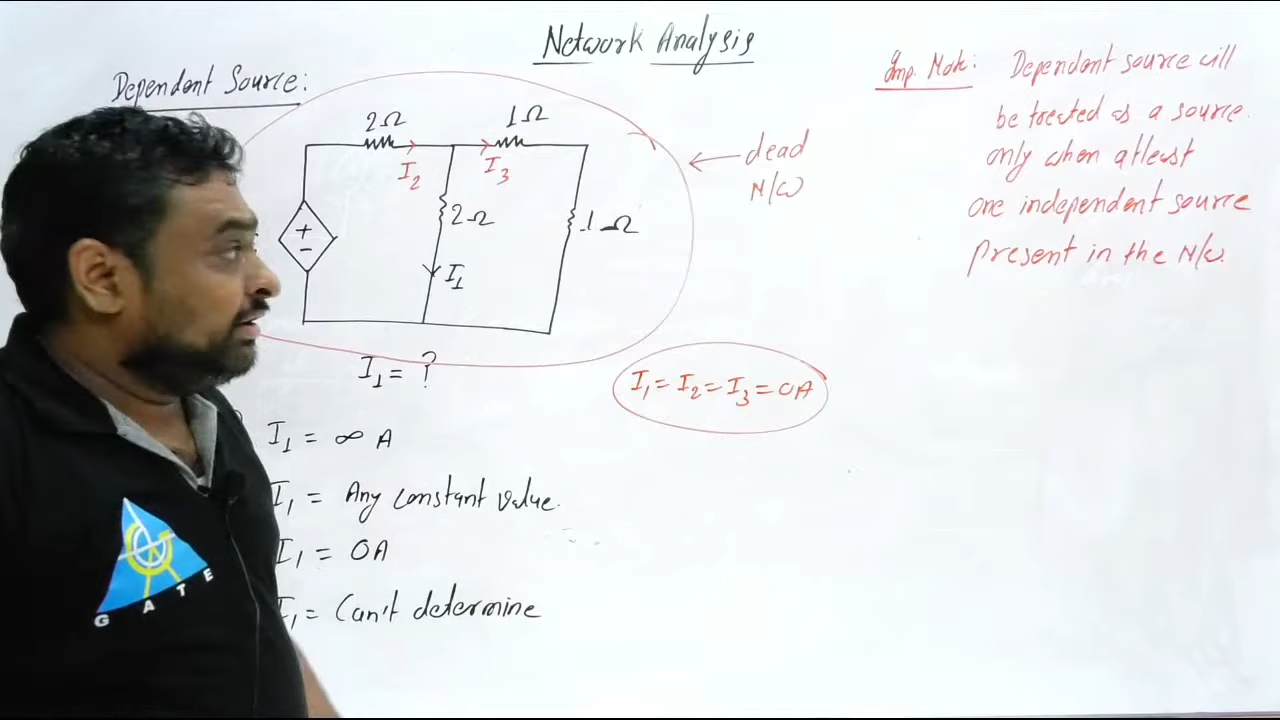 Network Analysis
Dependent Source:
2Ω
1Ω
I2
I3
+
-
2Ω
1Ω
I1
I1 = ?
dead
N/W
Imp. Note: Dependent source will
be treated as a source
only when atleast
one independent source
present in the N/W.
I1 = I2 = I3 = 0A
I1 = ∞ A
I1 = Any constant value.
I1 = 0A
I1 = Can't determine
G A T E